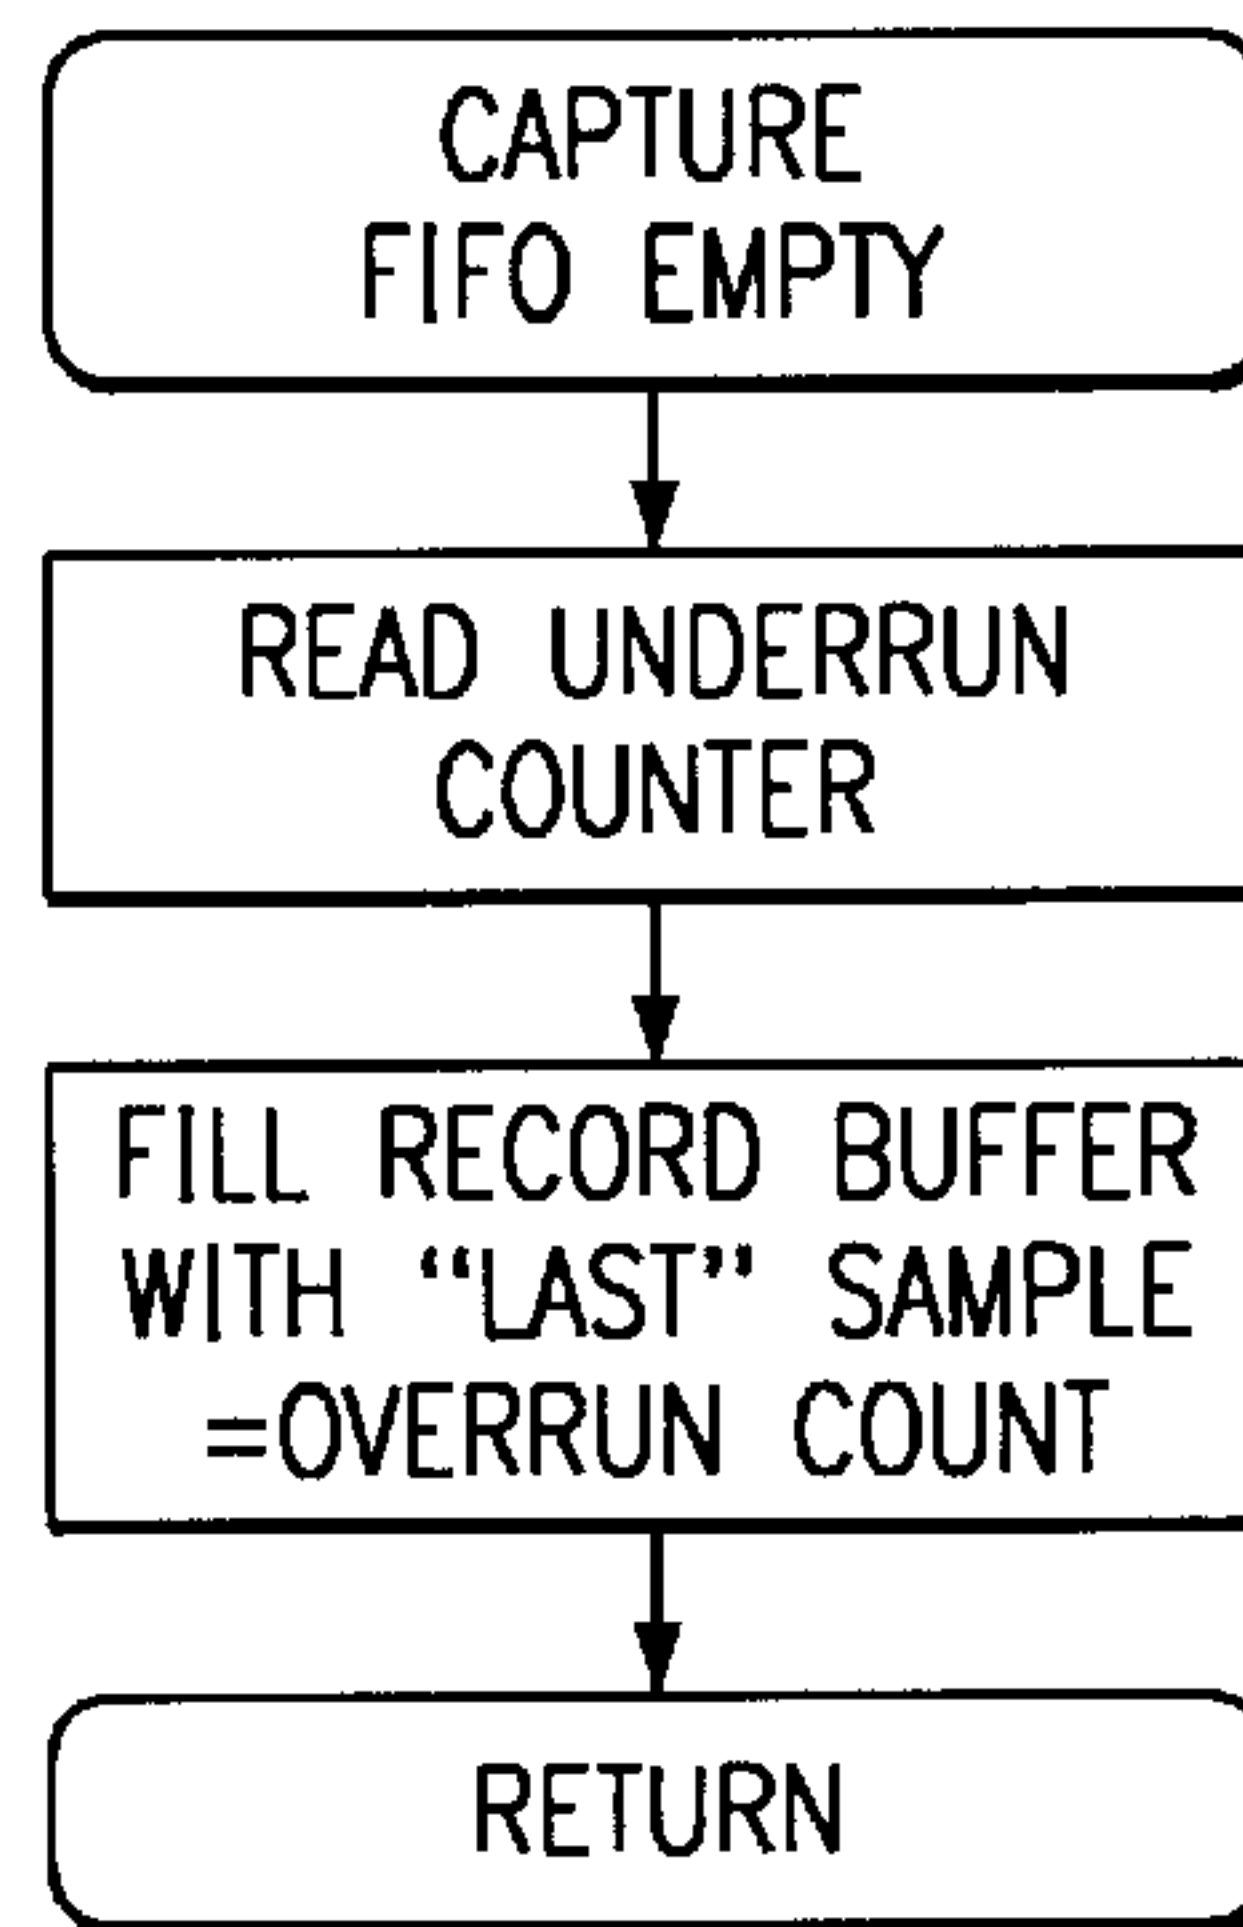 CAPTURE
FIFO EMPTY
READ UNDERRUN
COUNTER
FILL RECORD BUFFER
WITH “LAST” SAMPLE
=OVERRUN COUNT
RETURN